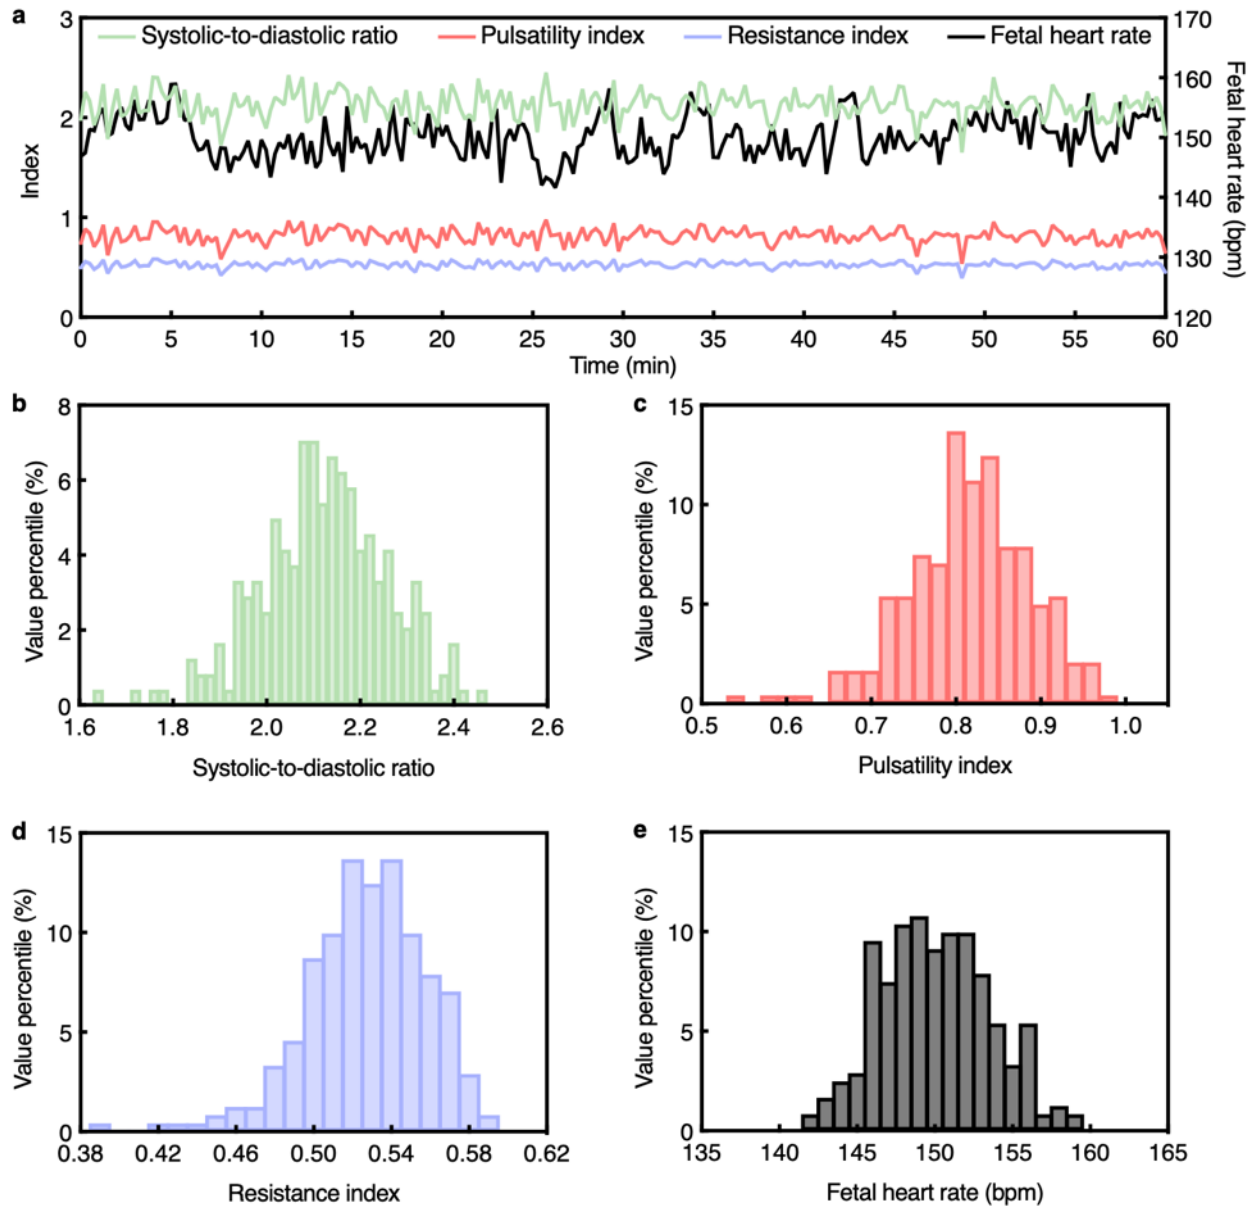 a
3
2
1
0
Index
Systolic-to-diastolic ratio
Pulsatility index
Resistance index
Fetal heart rate
170
160
150
140
130
120
Fetal heart rate (bpm)
0 5 10 15 20 25 30 35 40 45 50 55 60
Time (min)
b
8
6
4
2
0
Value percentile (%)
1.6 1.8 2.0 2.2 2.4 2.6
Systolic-to-diastolic ratio
c
15
10
5
0
Value percentile (%)
0.5 0.6 0.7 0.8 0.9 1.0
Pulsatility index
d
15
10
5
0
Value percentile (%)
0.38 0.42 0.46 0.50 0.54 0.58 0.62
Resistance index
e
15
10
5
0
Value percentile (%)
135 140 145 150 155 160 165
Fetal heart rate (bpm)